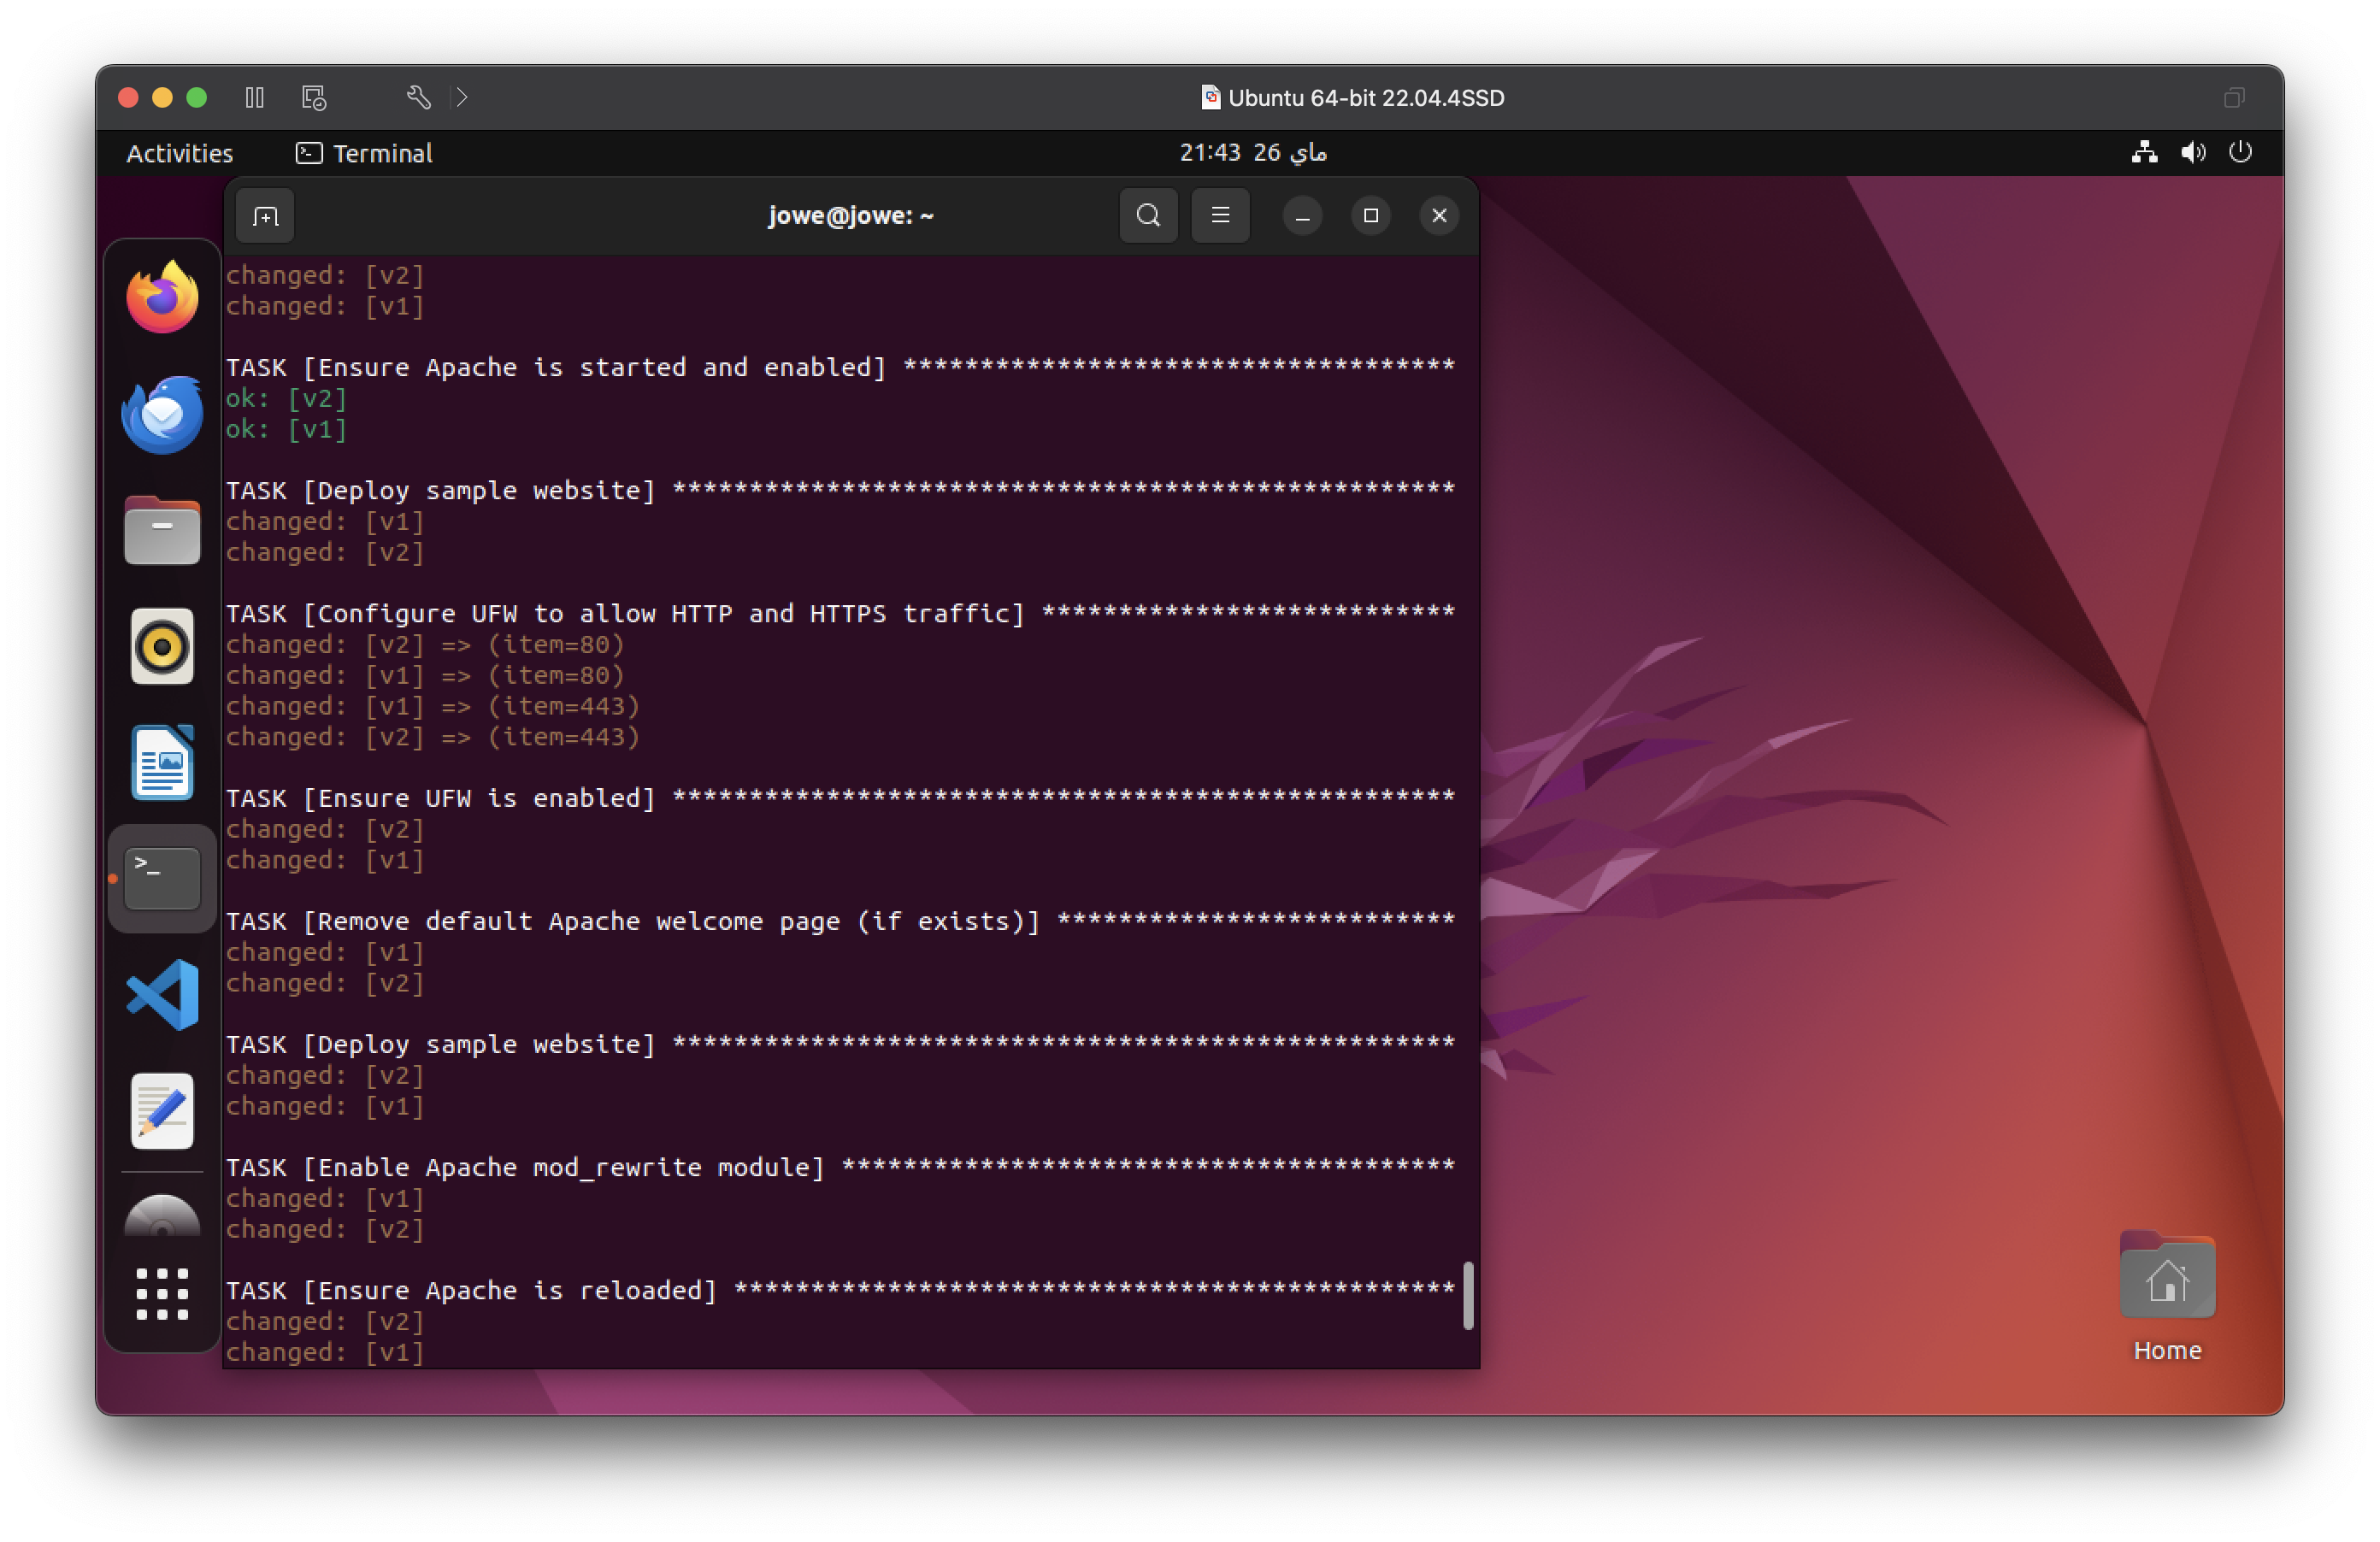 Ubuntu 64-bit 22.04.4SSD
Activities
Terminal
21:43 26 ماي
jowe@jowe: ~
changed: [v2]
changed: [v1]
TASK [Ensure Apache is started and enabled] ************************************
ok: [v2]
ok: [v1]
TASK [Deploy sample website] ***************************************************
changed: [v1]
changed: [v2]
TASK [Configure UFW to allow HTTP and HTTPS traffic] ***************************
changed: [v2] => (item=80)
changed: [v1] => (item=80)
changed: [v1] => (item=443)
changed: [v2] => (item=443)
TASK [Ensure UFW is enabled] ***************************************************
changed: [v2]
changed: [v1]
TASK [Remove default Apache welcome page (if exists)] **************************
changed: [v1]
changed: [v2]
TASK [Deploy sample website] ***************************************************
changed: [v2]
changed: [v1]
TASK [Enable Apache mod_rewrite module] ****************************************
changed: [v1]
changed: [v2]
TASK [Ensure Apache is reloaded] ***********************************************
changed: [v2]
changed: [v1]
Home